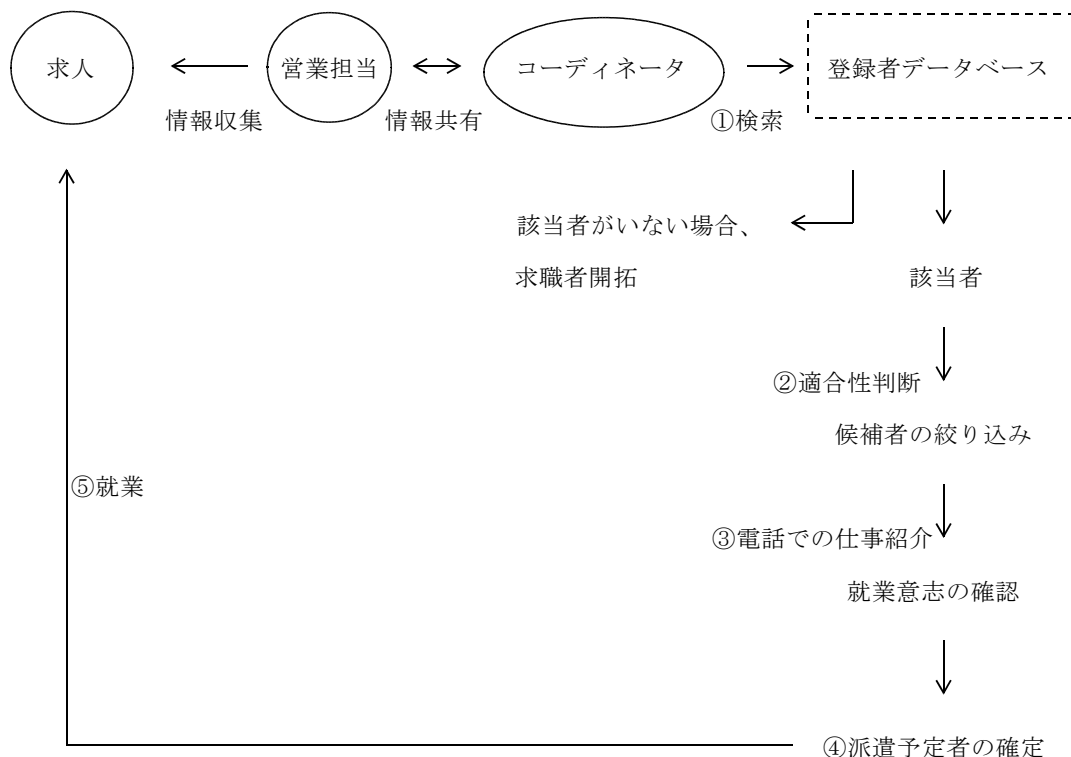 求人
営業担当
コーディネータ
登録者データベース
情報収集
情報共有
①検索
該当者がいない場合、
求職者開拓
該当者
②適合性判断
候補者の絞り込み
⑤就業
③電話での仕事紹介
就業意志の確認
④派遣予定者の確定